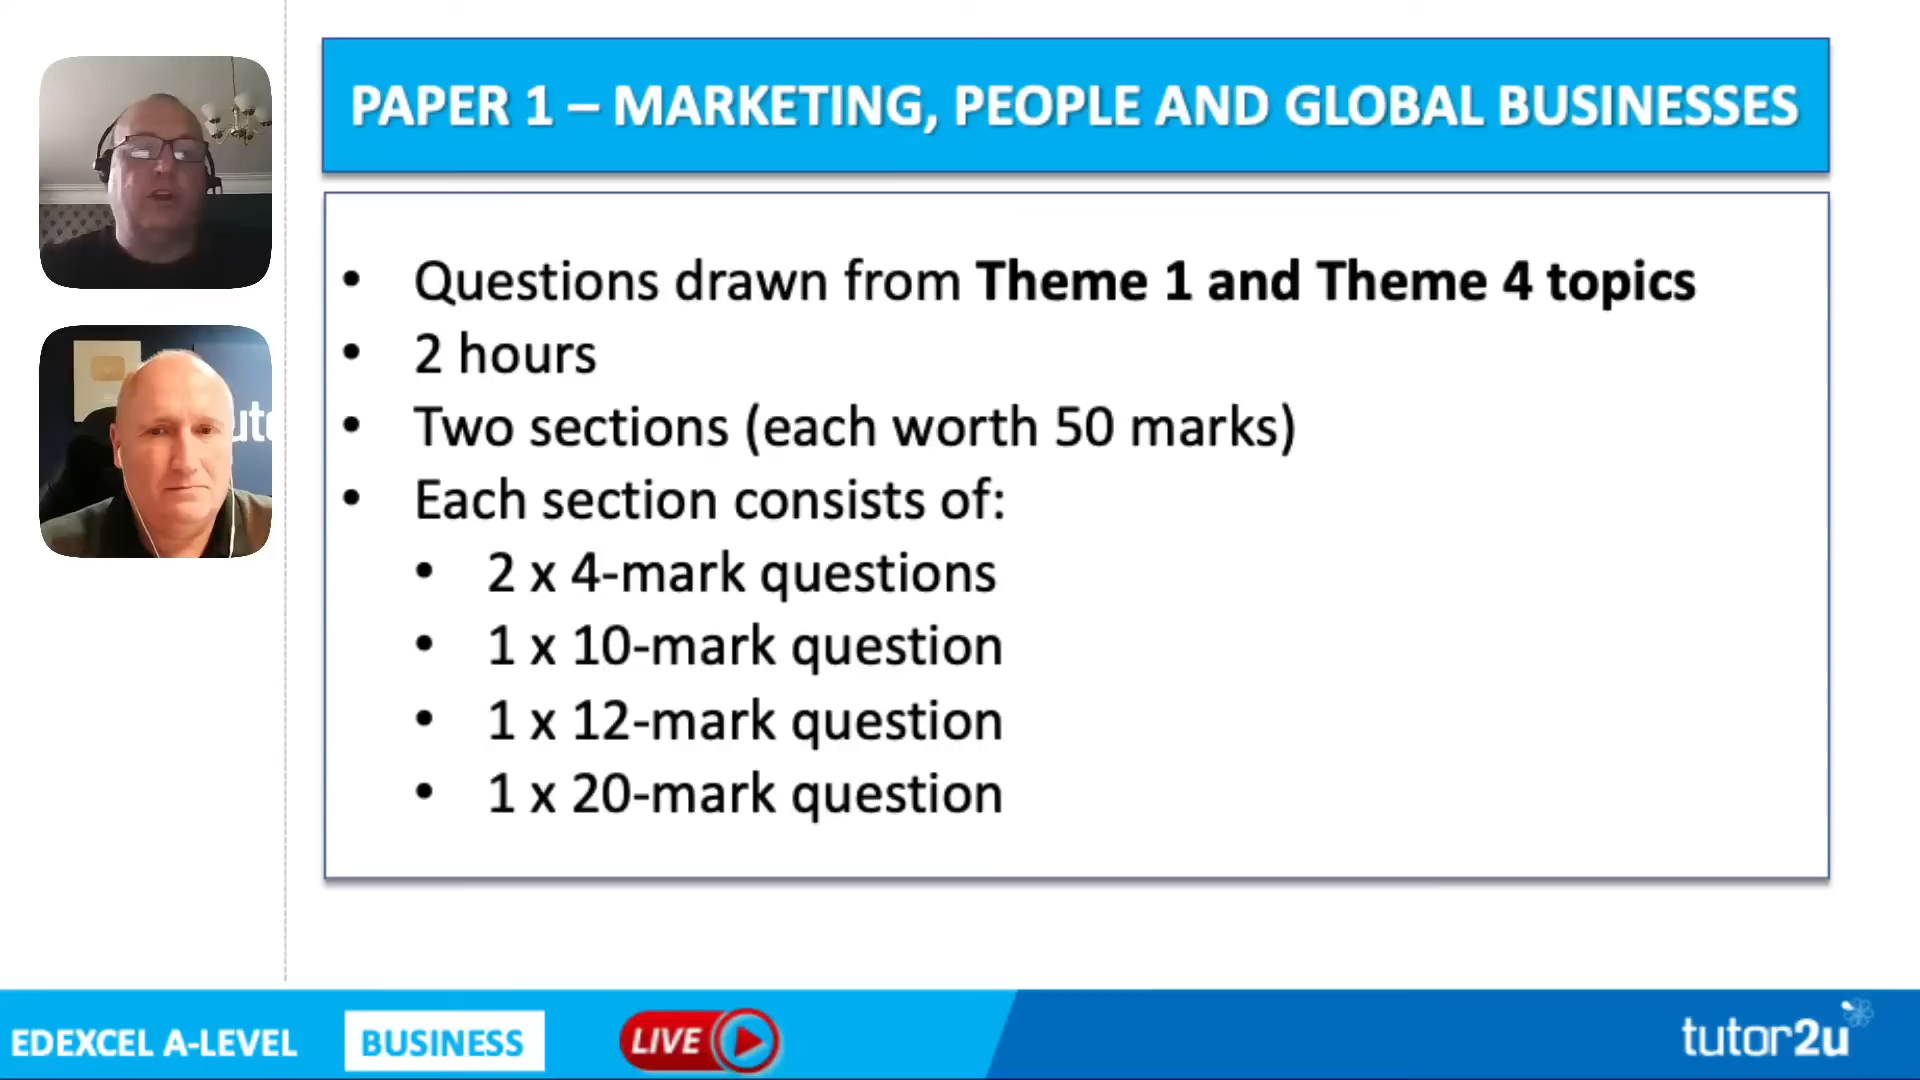 PAPER 1 – MARKETING, PEOPLE AND GLOBAL BUSINESSES
• Questions drawn from Theme 1 and Theme 4 topics
• 2 hours
• Two sections (each worth 50 marks)
• Each section consists of:
• 2 x 4-mark questions
• 1 x 10-mark question
• 1 x 12-mark question
• 1 x 20-mark question
ute
EDEXCEL A-LEVEL BUSINESS LIVE tutor2u